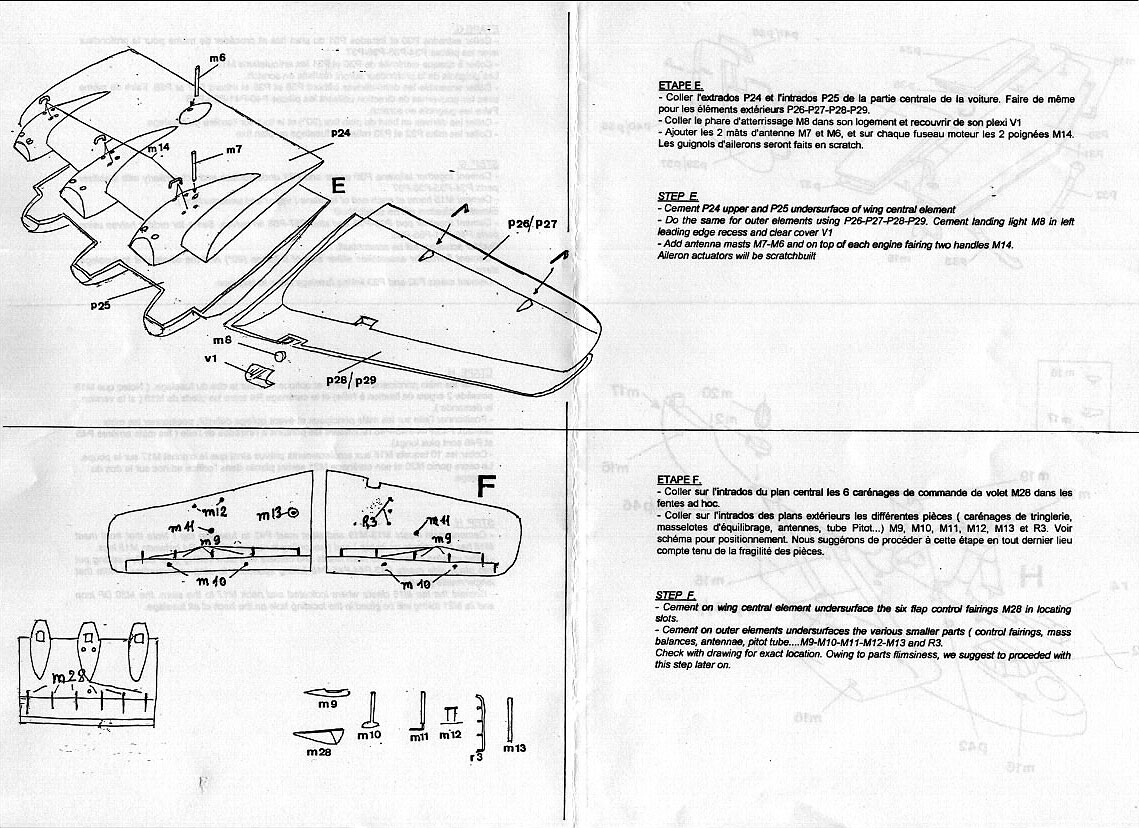 m6
p24
m14
m7
E
p26/p27
p25
m8
v1
p28/p29
ETAPE E.
- Coller l'extrados P24 et l'intrados P25 de la partie centrale de la voiture. Faire de même
pour les éléments extérieurs P26-P27-P28-P29.
- Coller le phare d'atterrissage M8 dans son logement et recouvrir de son plexi V1
- Ajouter les 2 mâts d'antenne M7 et M6, et sur chaque fuseau moteur les 2 poignées M14.
Les guignols d'ailerons seront faits en scratch.
STEP E.
- Cement P24 upper and P25 undersurface of wing central element
- Do the same for outer elements using P26-P27-P28-P29. Cement landing light M8 in left
leading edge recess and clear cover V1
- Add antenna masts M7-M6 and on top of each engine fairing two handles M14.
Aileron actuators will be scratchbuilt
F
m12
m13
R3
m11
m11
m9
m9
m10
m10
m28
m9
m28
m10
m11
m12
r3
m13
ETAPE F.
- Coller sur l'intrados du plan central les 6 carénages de commande de volet M28 dans les
fentes ad hoc.
- Coller sur l'intrados des plans extérieurs les différentes pièces ( carénages de tringlerie,
masselotes d'équilibrage, antennes, tube Pitot...) M9, M10, M11, M12, M13 et R3. Voir
schéma pour positionnement. Nous suggérons de procéder à cette étape en tout dernier lieu
compte tenu de la fragilité des pièces.
STEP F.
- Cement on wing central element undersurface the six flap control fairings M28 in locating
slots.
- Cement on outer elements undersurfaces the various smaller parts ( control fairings, mass
balances, antennae, pitot tube....M9-M10-M11-M12-M13 and R3.
Check with drawing for exact location. Owing to parts flimsiness, we suggest to proceded with
this step later on.